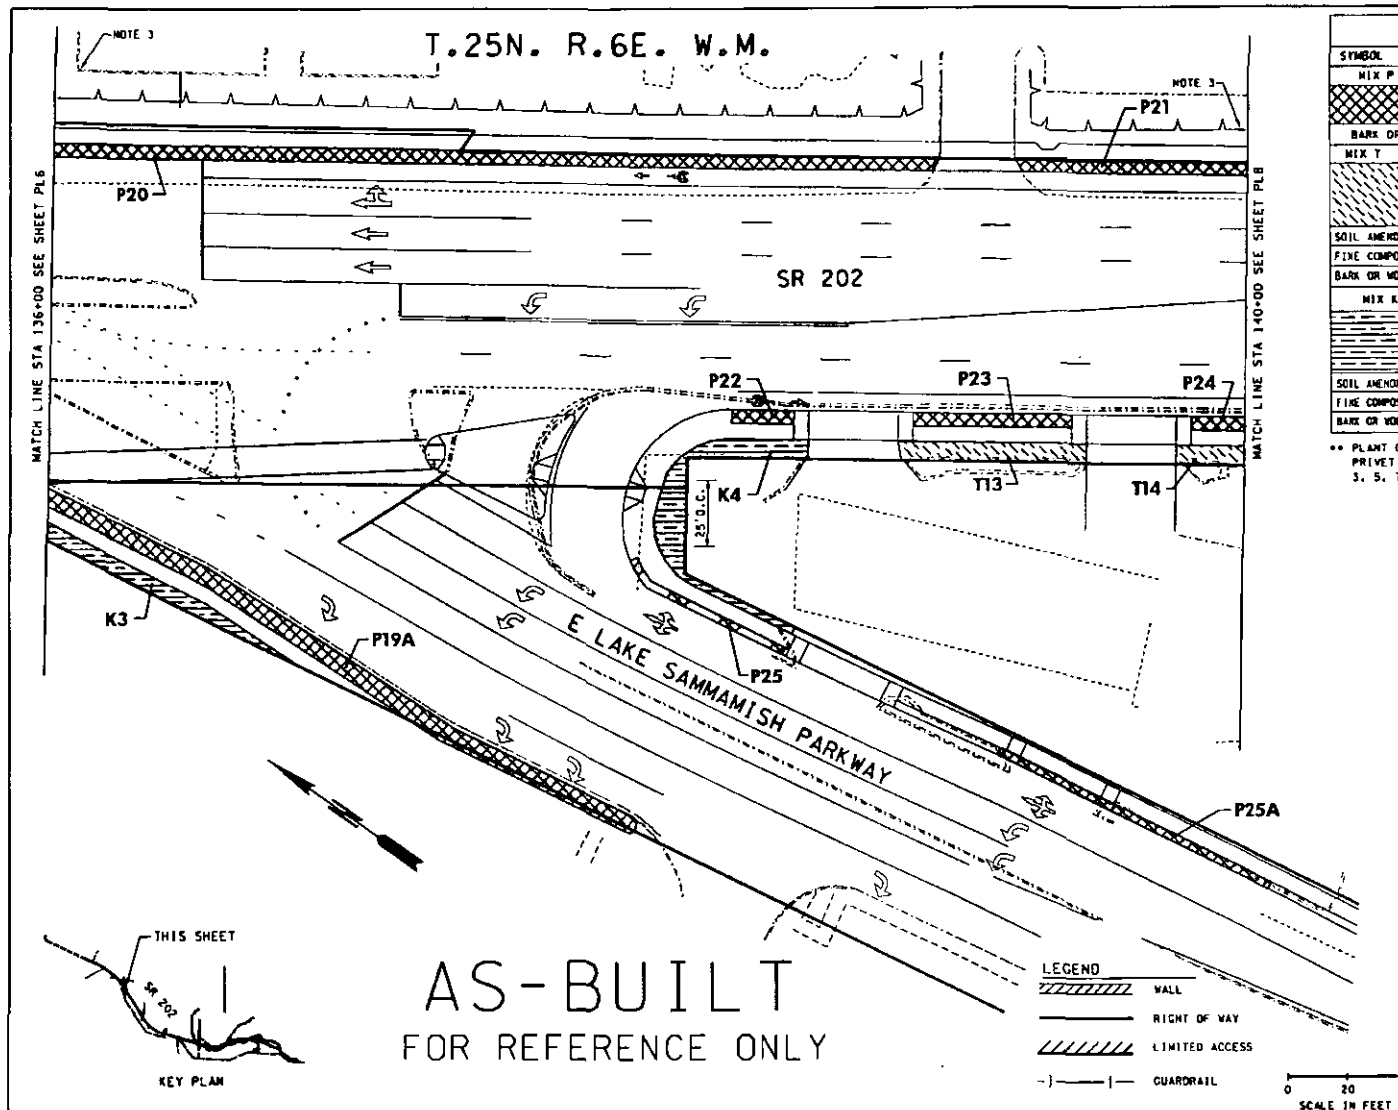 NOTE 3
T.25N. R.6E. W.M.
NOTE 3
P21
P20
SR 202
MATCH LINE STA 136+00 SEE SHEET PL6
MATCH LINE STA 140+00 SEE SHEET PL8
P22
P23
P24
K4
25' O.C.
T13
T14
K3
P19A
P25
E LAKE SAMMAMISH PARKWAY
P25A
THIS SHEET
SR 202
KEY PLAN
AS-BUILT
FOR REFERENCE ONLY
LEGEND
WALL
RIGHT OF WAY
LIMITED ACCESS
GUARDRAIL
0 20
SCALE IN FEET
SYMBOL
MIX P
BARK OR
MIX T
SOIL AMEND
FINE COMPO
BARK OR WO
MIX K
SOIL AMEND
FINE COMPOS
BARK OR WO
•• PLANT
PRIVET
S. S.